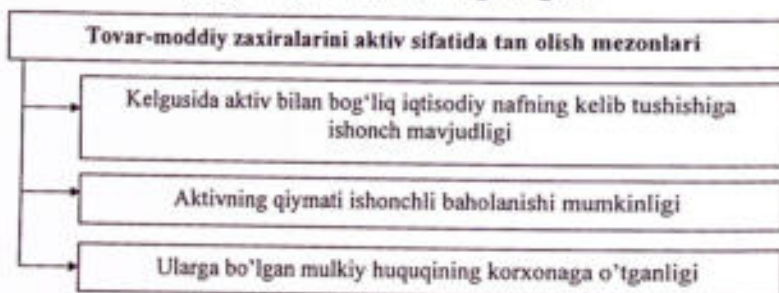 Tovar-moddiy zaxiralarini aktiv sifatida tan olish mezonlari
Kelgusida aktiv bilan bog‘liq iqtisodiy nafning kelib tushishiga
ishonch mavjudligi
Aktivning qiymati ishonchli baholanishi mumkinligi
Ularga bo’lgan mulkiy huquqining korxonaga o’tganligi